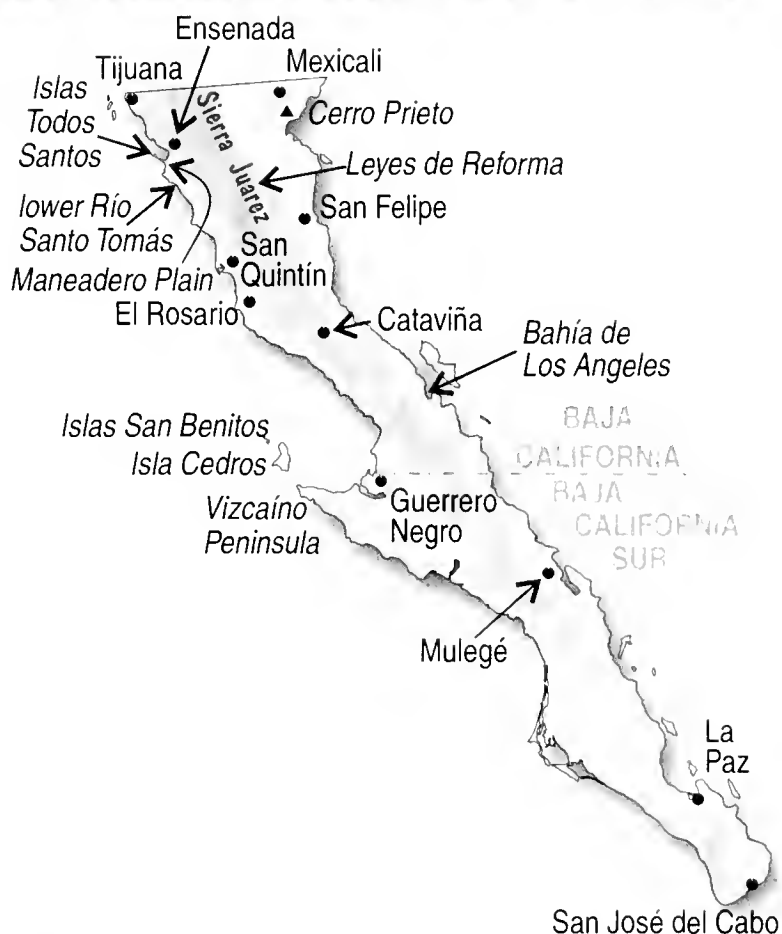 Ensenada
Tijuana
Mexicali
Islas
Todos
Santos
Cerro Prieto
Sierra Juarez
Leyes de Reforma
lower Río
Santo Tomás
San Felipe
Maneadero Plain
San
Quintín
El Rosario
Cataviña
Bahía de
Los Angeles
BAJA
CALIFORNIA
Islas San Benitos
Isla Cedros
BAJA
CALIFORNIA
SUR
Guerrero
Negro
Vizcaíno
Peninsula
Mulegé
La
Paz
San José del Cabo